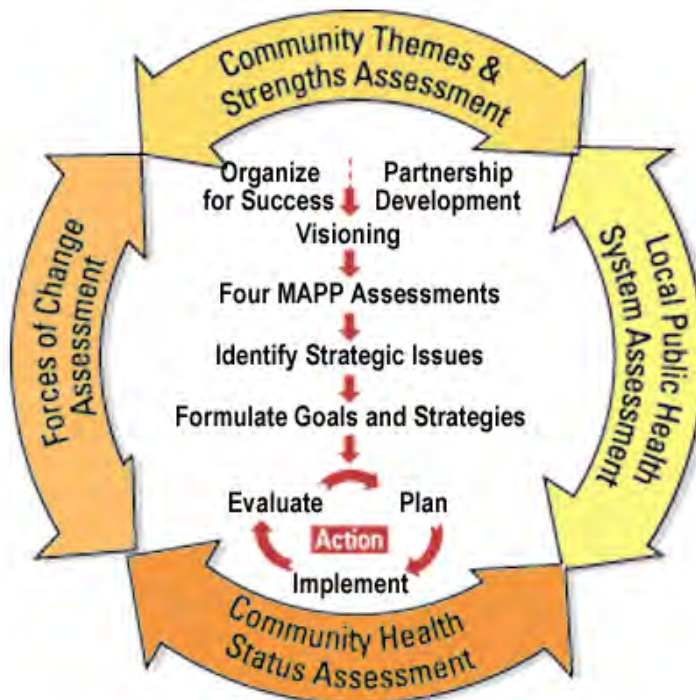 Community Themes &
Strengths Assessment
Organize
for Success
Partnership
Development
Visioning
Four MAPP Assessments
Identify Strategic Issues
Formulate Goals and Strategies
Evaluate
Plan
Action
Implement
Forces of Change
Assessment
Local Public Health
System Assessment
Community Health
Status Assessment